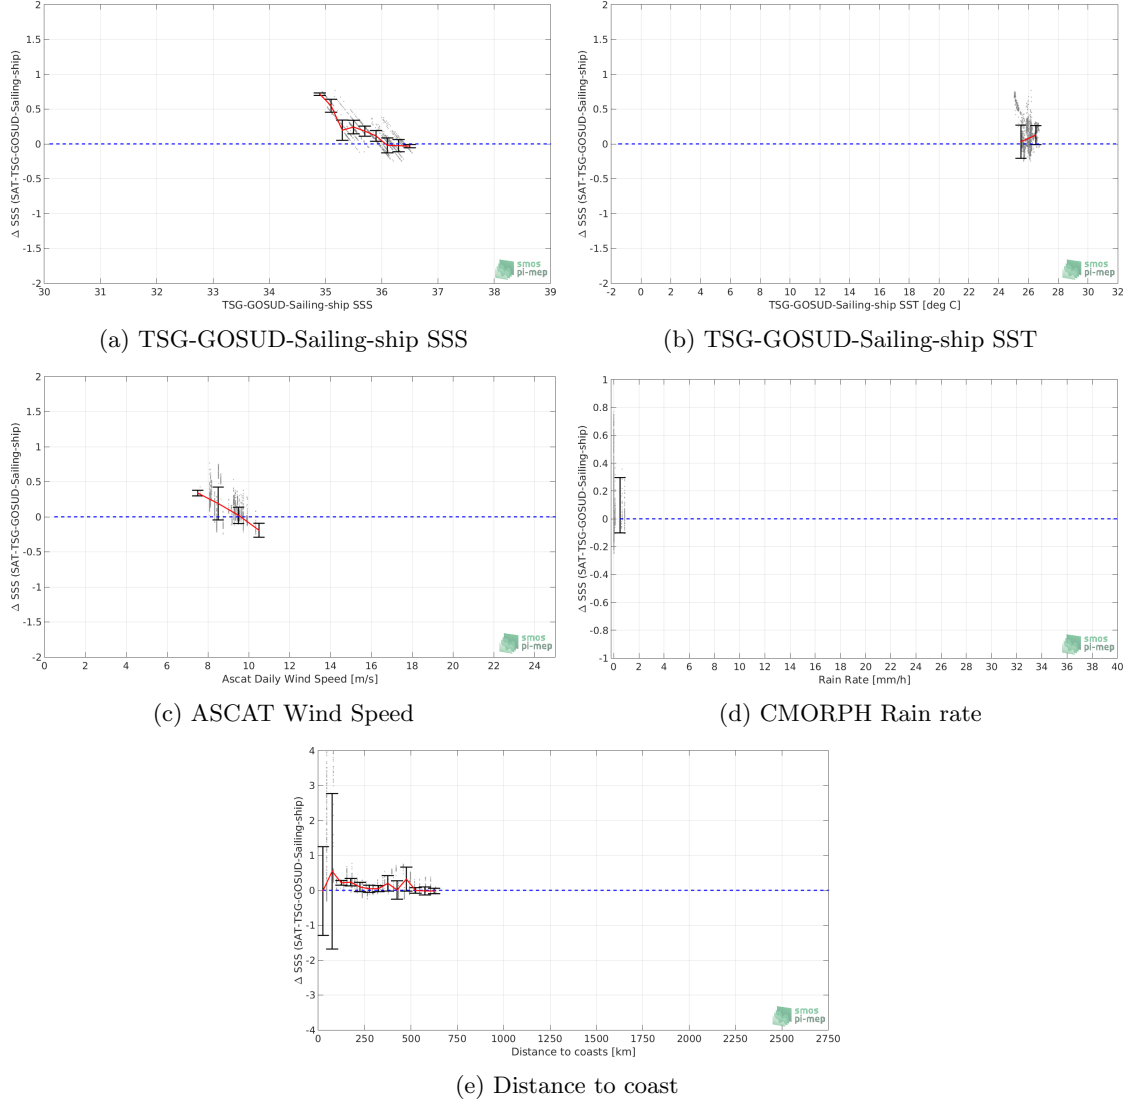 2
1.5
1
0.5
0
-0.5
-1
-1.5
-2
Δ SSS (SAT-TSG-GOSUD-Sailing-ship)
30 31 32 33 34 35 36 37 38 39
TSG-GOSUD-Sailing-ship SSS
smos
pi-mep
(a) TSG-GOSUD-Sailing-ship SSS
2
1.5
1
0.5
0
-0.5
-1
-1.5
-2
Δ SSS (SAT-TSG-GOSUD-Sailing-ship)
-2 0 2 4 6 8 10 12 14 16 18 20 22 24 26 28 30 32
TSG-GOSUD-Sailing-ship SST [deg C]
smos
pi-mep
(b) TSG-GOSUD-Sailing-ship SST
2
1.5
1
0.5
0
-0.5
-1
-1.5
-2
Δ SSS (SAT-TSG-GOSUD-Sailing-ship)
0 2 4 6 8 10 12 14 16 18 20 22 24
Ascat Daily Wind Speed [m/s]
smos
pi-mep
(c) ASCAT Wind Speed
1
0.8
0.6
0.4
0.2
0
-0.2
-0.4
-0.6
-0.8
-1
Δ SSS (SAT-TSG-GOSUD-Sailing-ship)
0 2 4 6 8 10 12 14 16 18 20 22 24 26 28 30 32 34 36 38 40
Rain Rate [mm/h]
smos
pi-mep
(d) CMORPH Rain rate
4
3
2
1
0
-1
-2
-3
-4
Δ SSS (SAT-TSG-GOSUD-Sailing-ship)
0 250 500 750 1000 1250 1500 1750 2000 2250 2500 2750
Distance to coasts [km]
smos
pi-mep
(e) Distance to coast